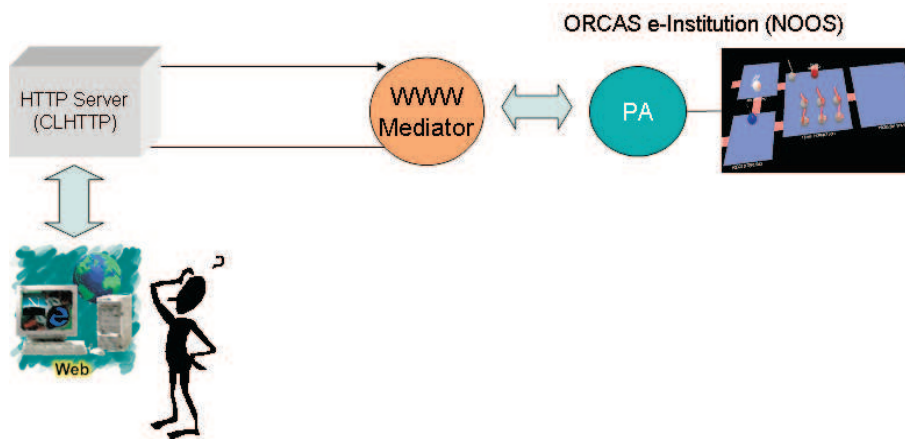 ORCAS e-Institution (NOOS)
HTTP Server
(CLHTTP)
WWW
Mediator
PA
Web